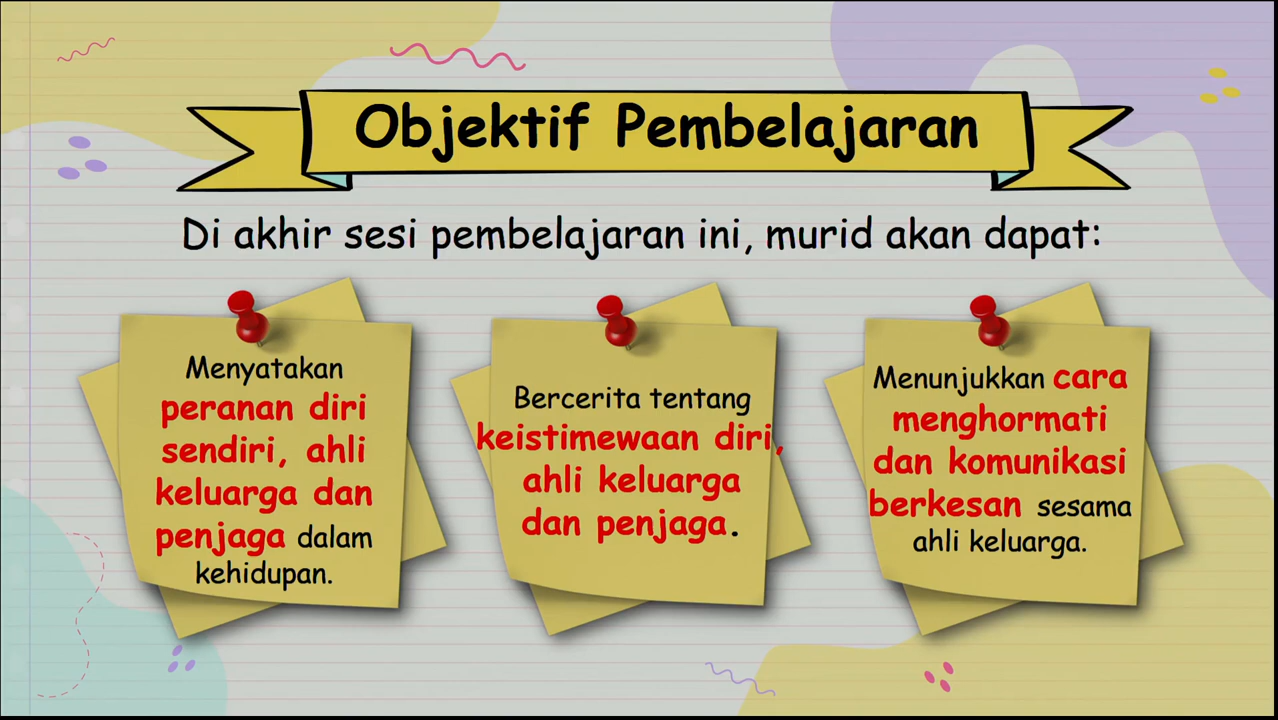 Objektif Pembelajaran
Di akhir sesi pembelajaran ini, murid akan dapat:
Menyatakan
peranan diri
sendiri, ahli
keluarga dan
penjaga dalam
kehidupan.
Bercerita tentang
keistimewaan diri,
ahli keluarga
dan penjaga.
Menunjukkan cara
menghormati
dan komunikasi
berkesan sesama
ahli keluarga.